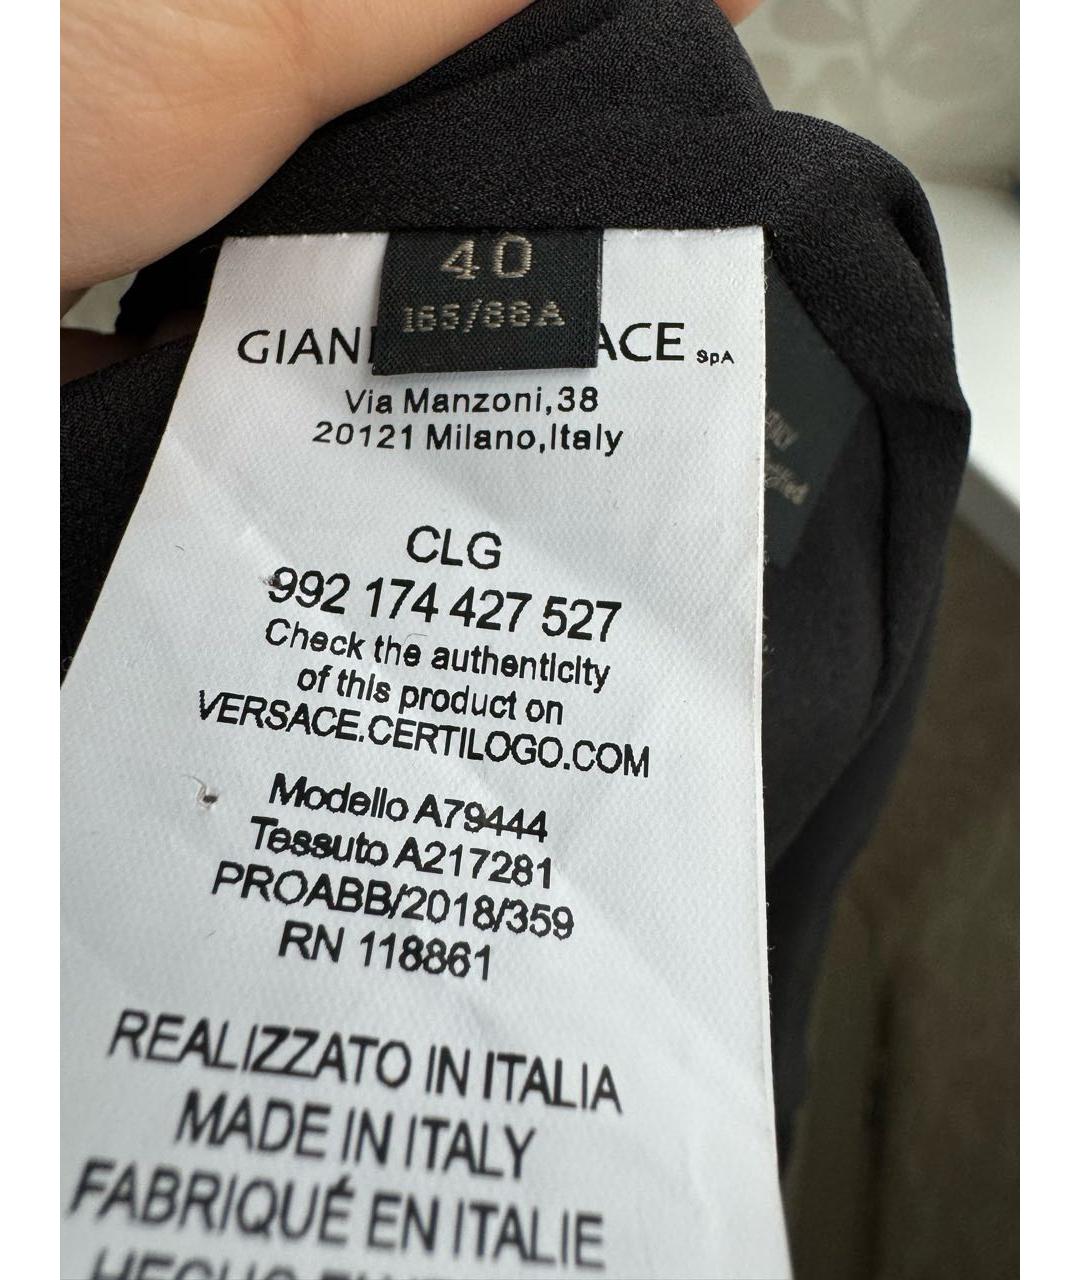 40
165/88A
GIAN ACE SpA
Via Manzoni,38
20121 Milano,Italy
CLG
992 174 427 527
Check the authenticity
of this product on
VERSACE.CERTILOGO.COM
Modello A79444
Tessuto A217281
PROABB/2018/359
RN 118861
REALIZZATO IN ITALIA
MADE IN ITALY
FABRIQUÉ EN ITALIE
HECHO